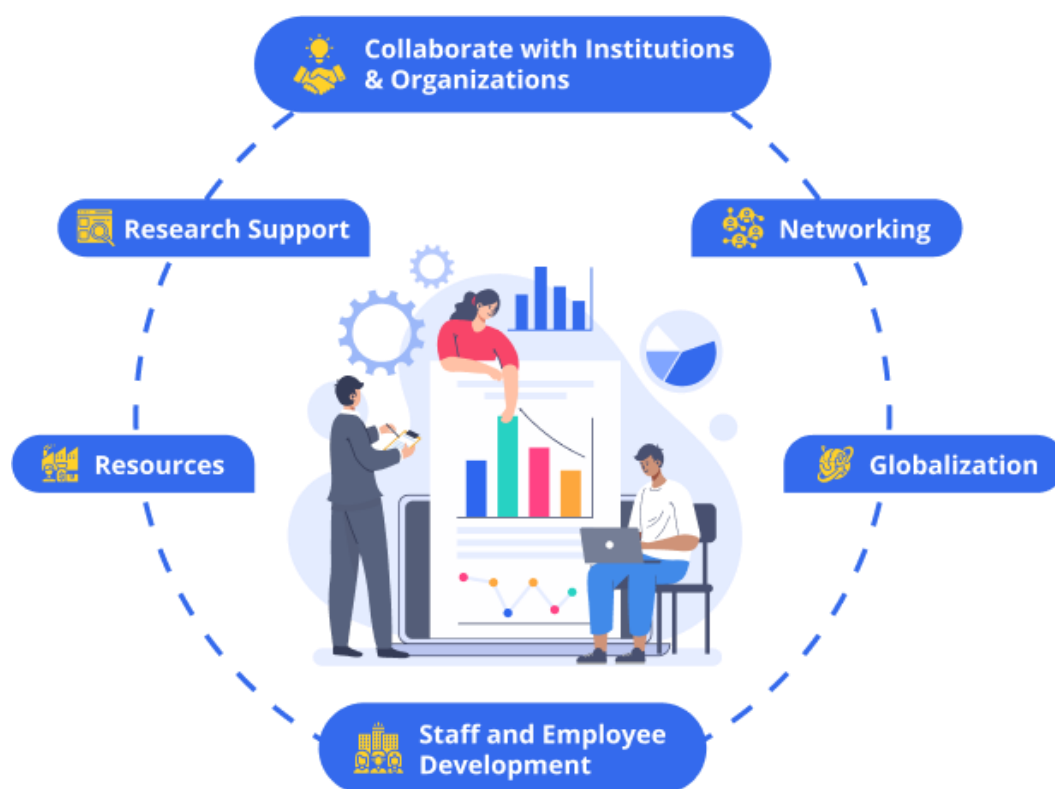 Collaborate with Institutions
& Organizations
Research Support
Networking
Resources
Globalization
Staff and Employee
Development